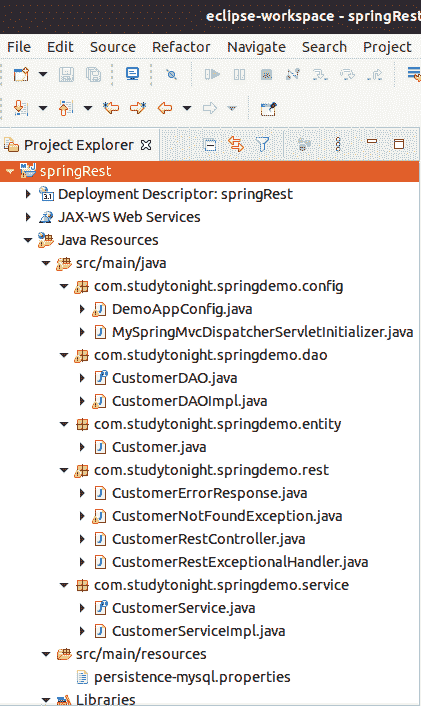 eclipse-workspace - springRest
File Edit Source Refactor Navigate Search Project
Project Explorer
springRest
3.1 Deployment Descriptor: springRest
JAX-WS Web Services
Java Resources
src/main/java
com.studytonight.springdemo.config
DemoAppConfig.java
MySpringMvcDispatcherServletInitializer.java
com.studytonight.springdemo.dao
CustomerDAO.java
CustomerDAOImpl.java
com.studytonight.springdemo.entity
Customer.java
com.studytonight.springdemo.rest
CustomerErrorResponse.java
CustomerNotFoundException.java
CustomerRestController.java
CustomerRestExceptionalHandler.java
com.studytonight.springdemo.service
CustomerService.java
CustomerServiceImpl.java
src/main/resources
persistence-mysql.properties
Libraries